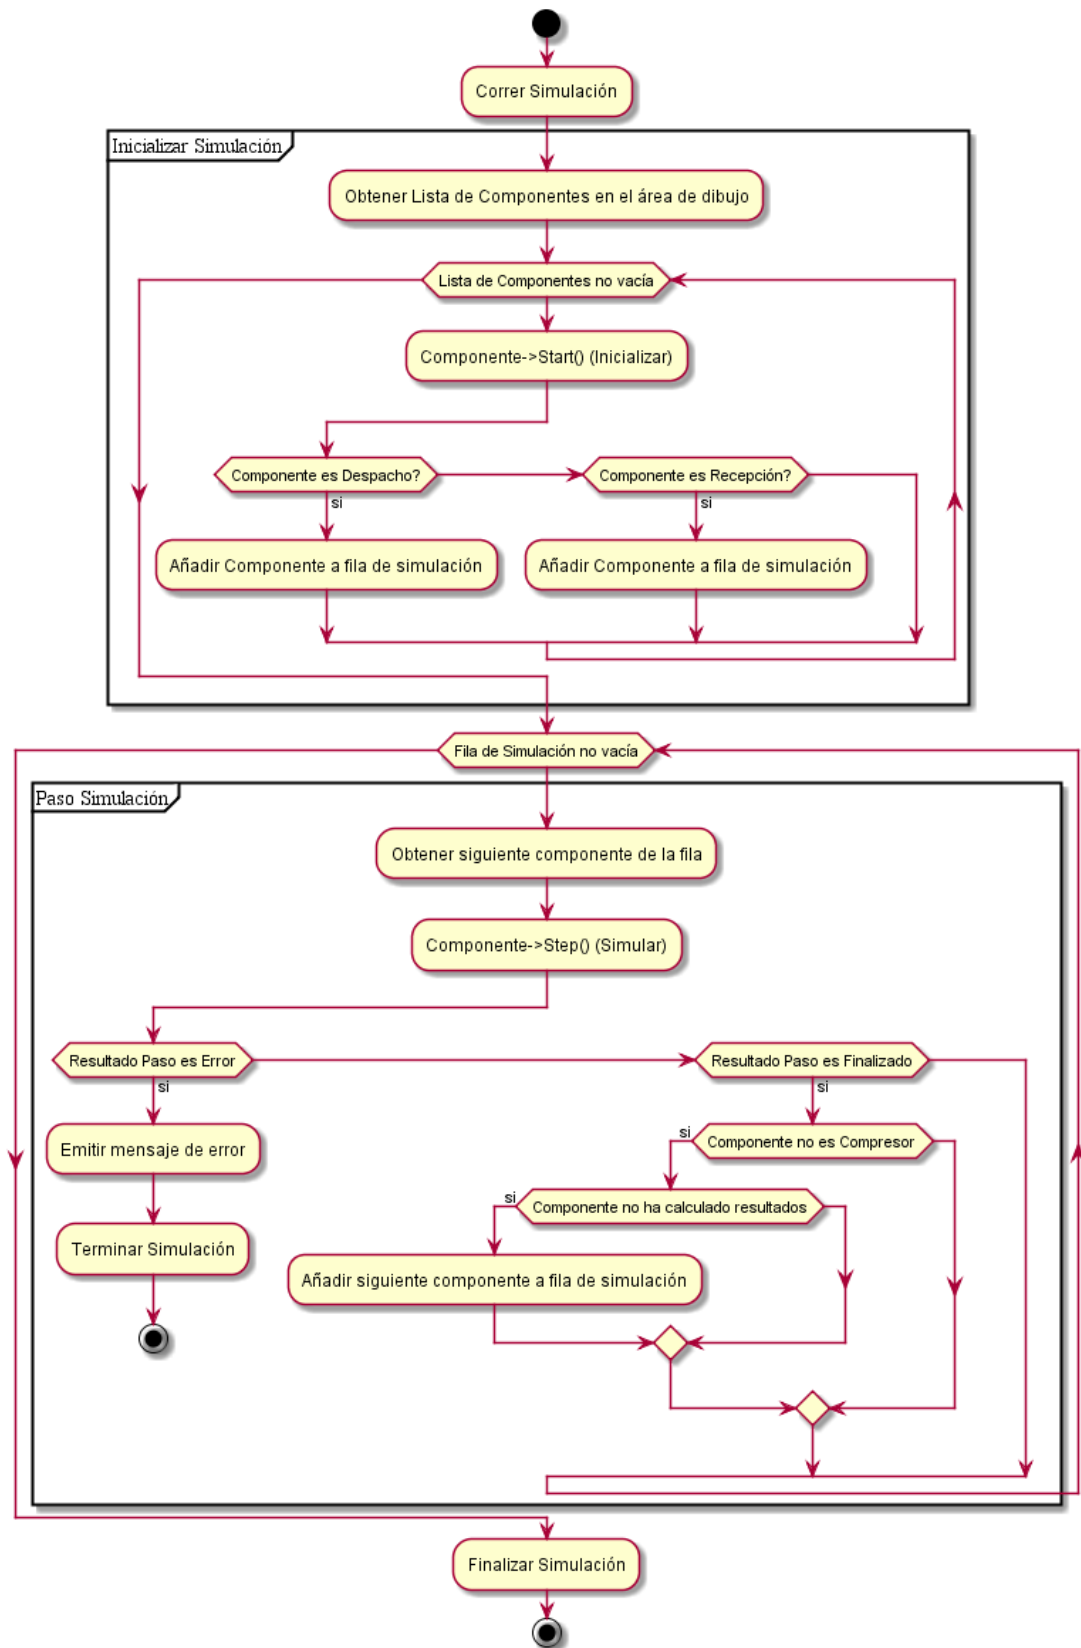 Correr Simulación
Inicializar Simulación
Obtener Lista de Componentes en el área de dibujo
Lista de Componentes no vacía
Componente->Start() (Inicializar)
Componente es Despacho?
Componente es Recepción?
si
si
Añadir Componente a fila de simulación
Añadir Componente a fila de simulación
Fila de Simulación no vacía
Paso Simulación
Obtener siguiente componente de la fila
Componente->Step() (Simular)
Resultado Paso es Error
Resultado Paso es Finalizado
si
si
Emitir mensaje de error
si
Componente no es Compresor
si
Componente no ha calculado resultados
Terminar Simulación
Añadir siguiente componente a fila de simulación
Finalizar Simulación